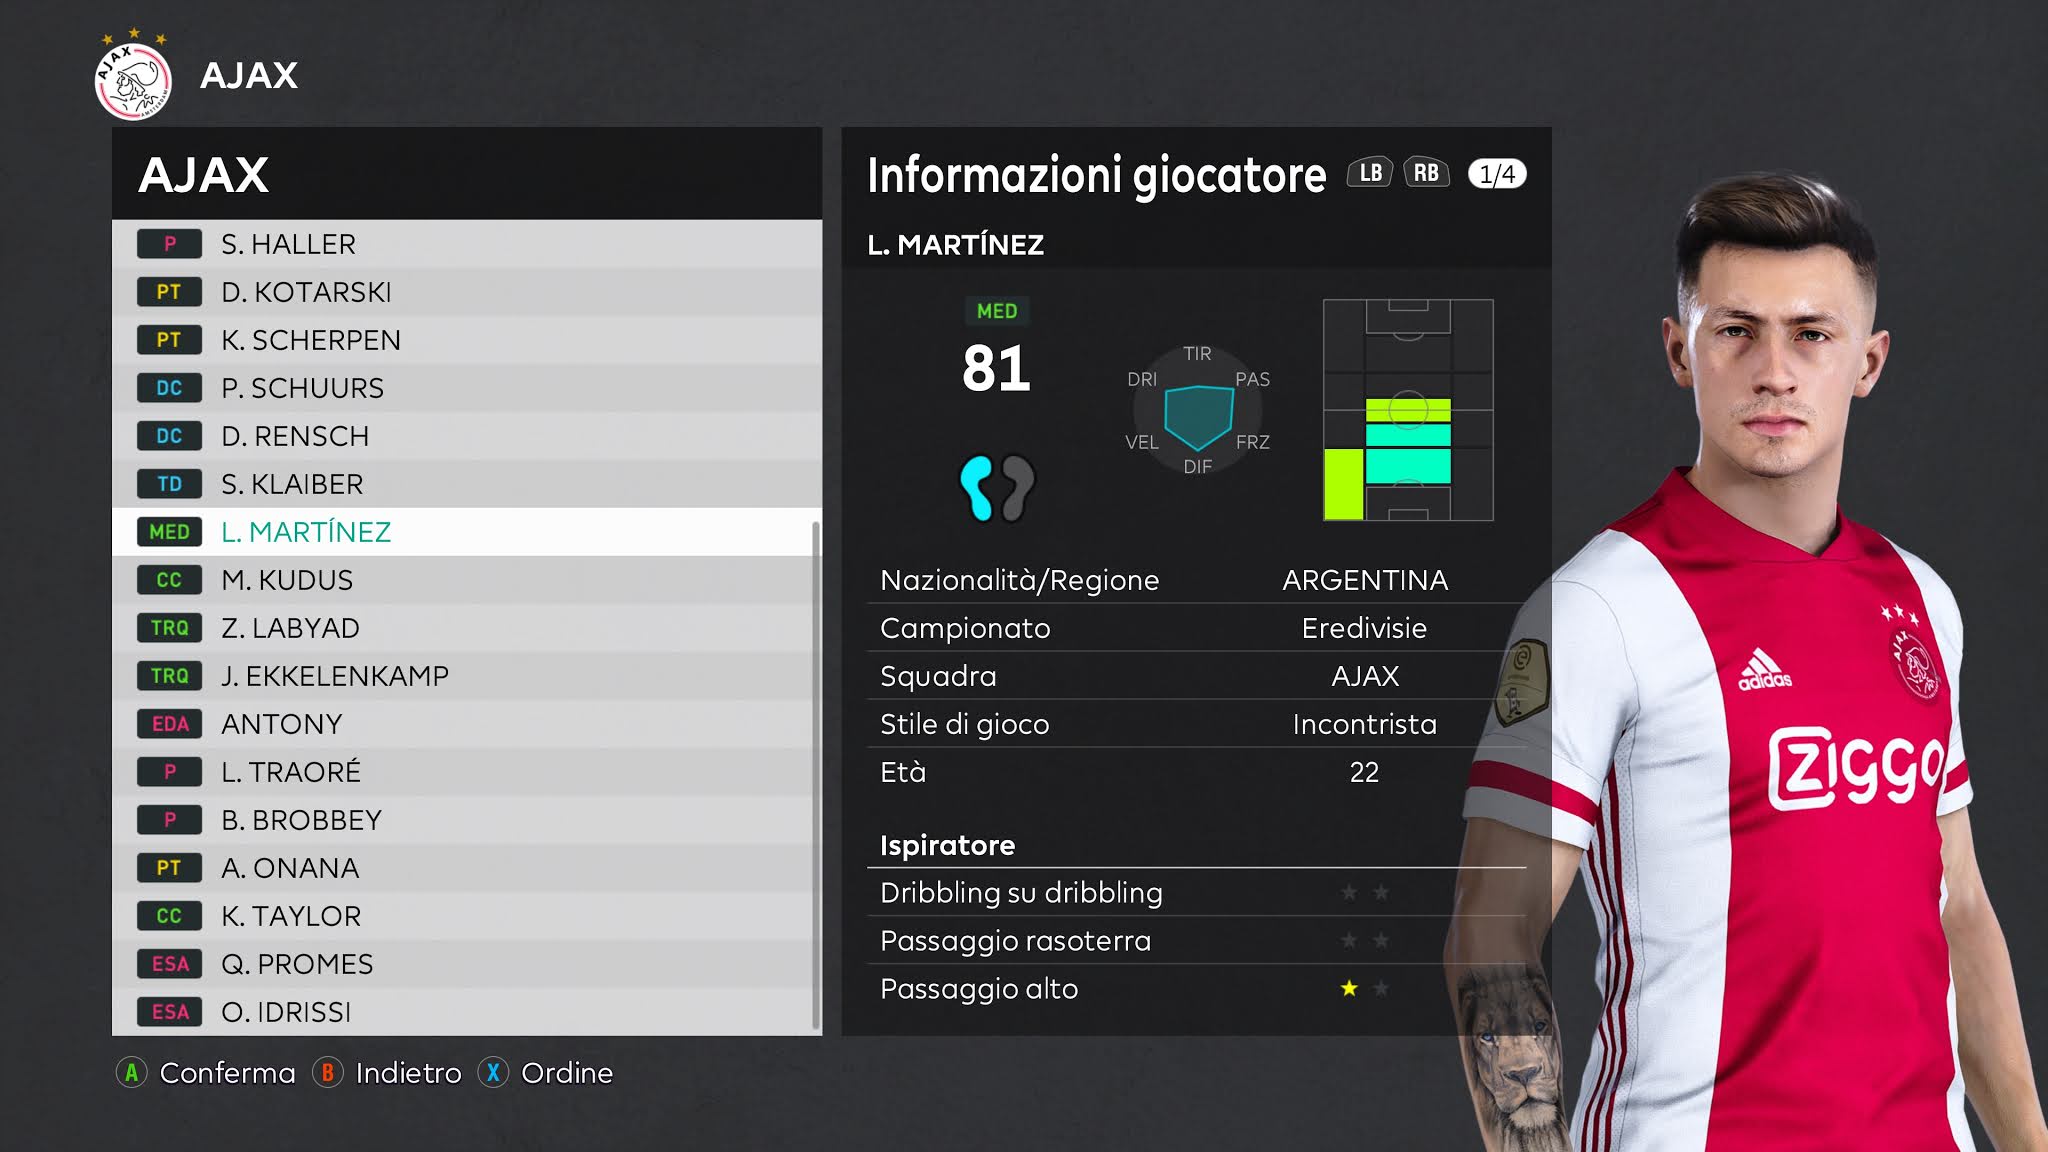 AJAX
AJAX
P S. HALLER
PT D. KOTARSKI
PT K. SCHERPEN
DC P. SCHUURS
DC D. RENSCH
TD S. KLAIBER
MED L. MARTÍNEZ
CC M. KUDUS
TRQ Z. LABYAD
TRQ J. EKKELENKAMP
EDA ANTONY
P L. TRAORÉ
P B. BROBBEY
PT A. ONANA
CC K. TAYLOR
ESA Q. PROMES
ESA O. IDRISSI
A Conferma B Indietro X Ordine
Informazioni giocatore LB RB 1/4
L. MARTÍNEZ
MED
81
TIR
DRI PAS
VEL FRZ
DIF
Nazionalità/Regione ARGENTINA
Campionato Eredivisie
Squadra AJAX
Stile di gioco Incontrista
Età 22
Ispiratore
Dribbling su dribbling
Passaggio rasoterra
Passaggio alto
AJAX
AMSTERDAM
adidas
AJAX
ZIGGO